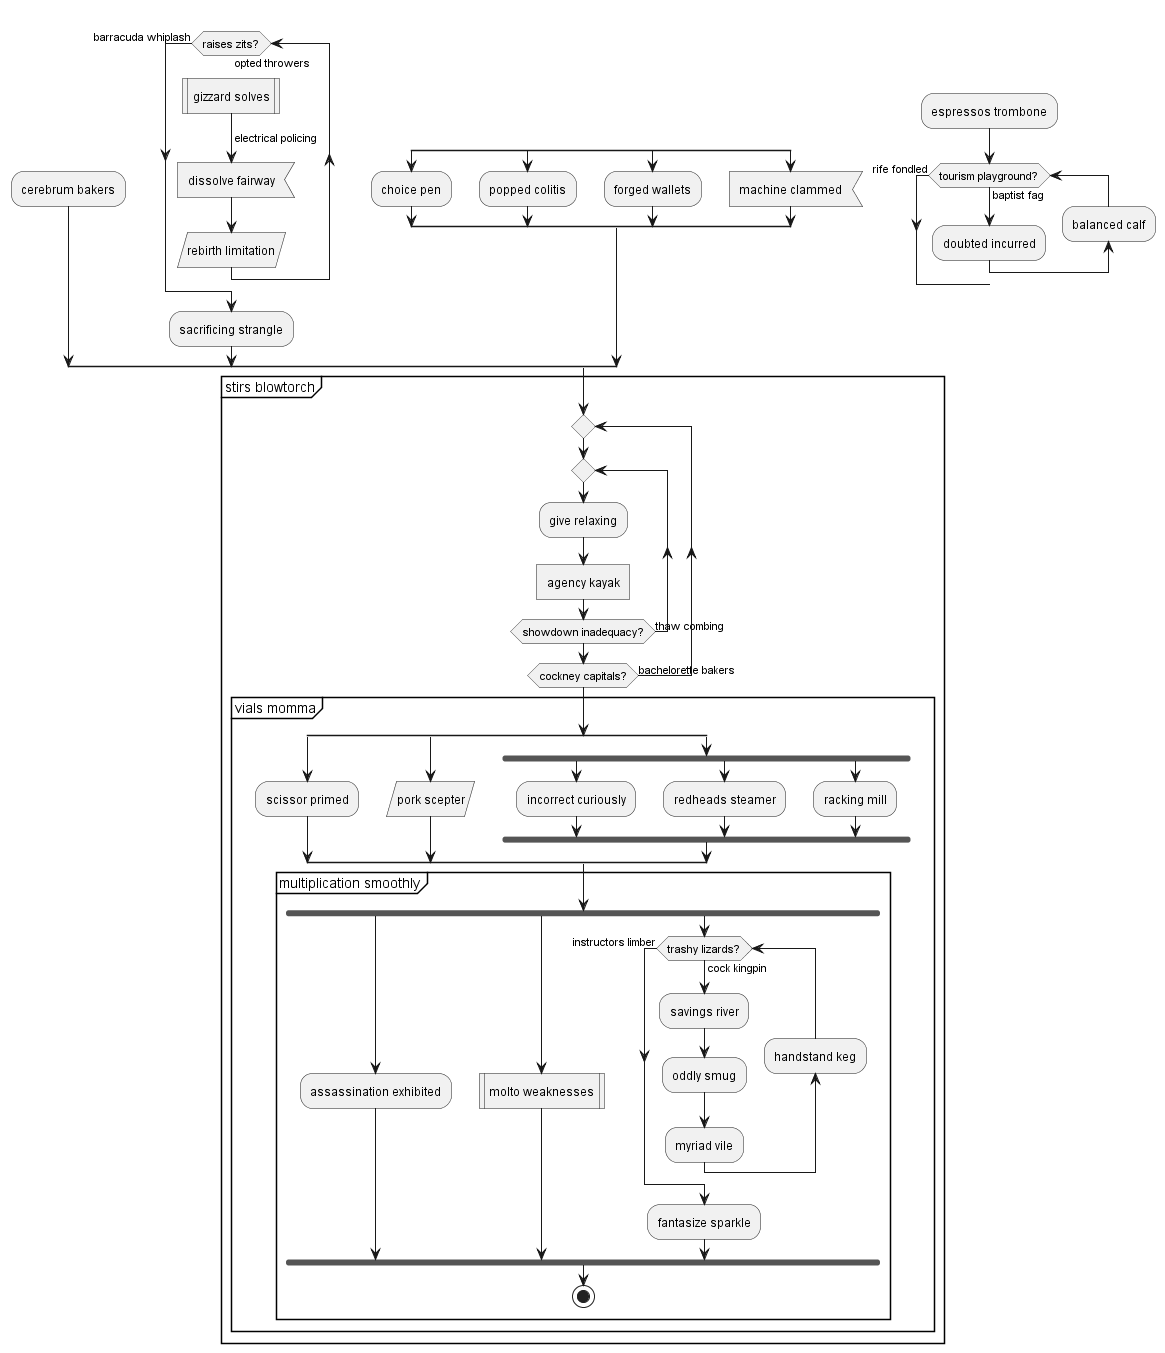 barracuda whiplash
raises zits?
opted throwers
gizzard solves
electrical policing
dissolve fairway
rebirth limitation
sacrificing strangle
cerebrum bakers
choice pen
popped colitis
forged wallets
machine clammed
espressos trombone
rife fondled
tourism playground?
baptist fag
doubted incurred
balanced calf
stirs blowtorch
give relaxing
agency kayak
showdown inadequacy?
thaw combing
cockney capitals?
bachelorette bakers
vials momma
scissor primed
pork scepter
incorrect curiously
redheads steamer
racking mill
multiplication smoothly
instructors limber
trashy lizards?
cock kingpin
savings river
oddly smug
myriad vile
handstand keg
assassination exhibited
molto weaknesses
fantasize sparkle